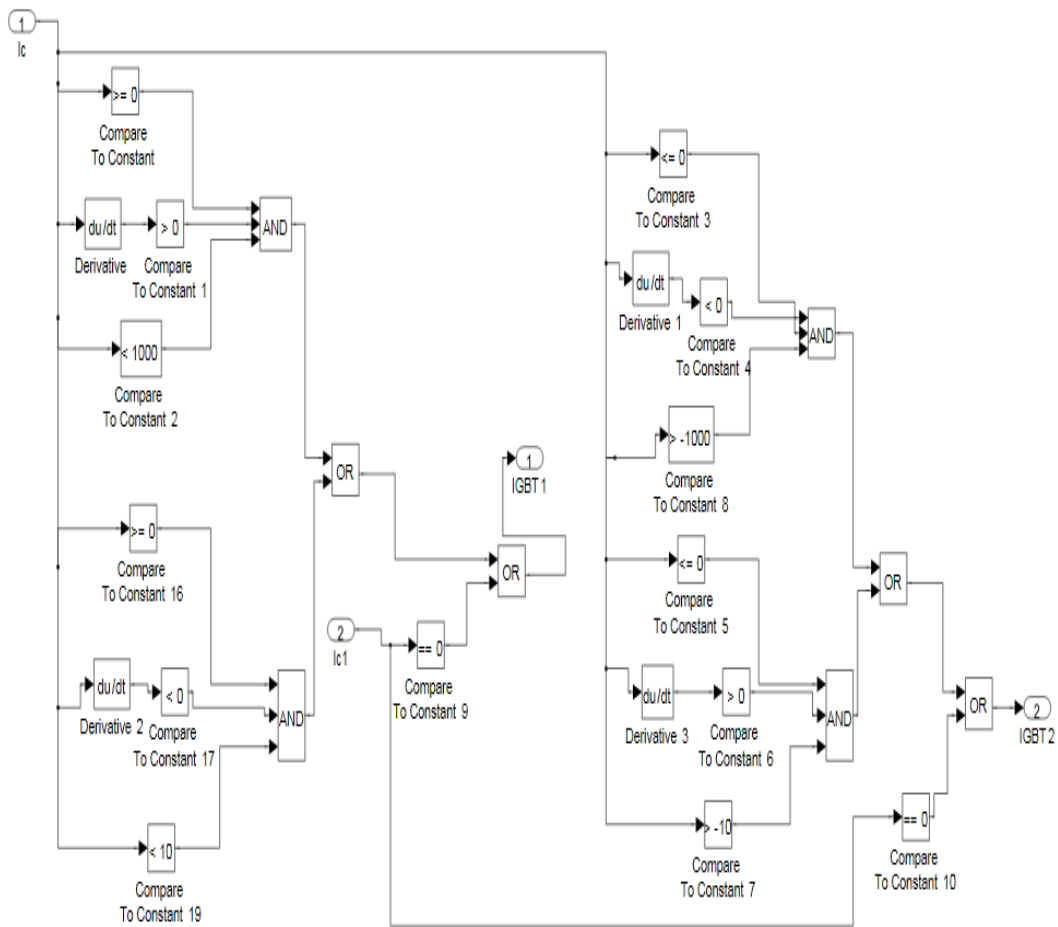 1
Ic
>= 0
Compare
To Constant
du/dt
Derivative
> 0
Compare
To Constant 1
AND
< 1000
Compare
To Constant 2
OR
>= 0
Compare
To Constant 16
du/dt
Derivative 2
< 0
Compare
To Constant 17
AND
< 10
Compare
To Constant 19
2
Ic1
== 0
Compare
To Constant 9
OR
1
IGBT 1
<= 0
Compare
To Constant 3
du/dt
Derivative 1
< 0
Compare
To Constant 4
AND
> -1000
Compare
To Constant 8
<= 0
Compare
To Constant 5
du/dt
Derivative 3
> 0
Compare
To Constant 6
AND
> -10
Compare
To Constant 7
OR
== 0
Compare
To Constant 10
OR
2
IGBT 2